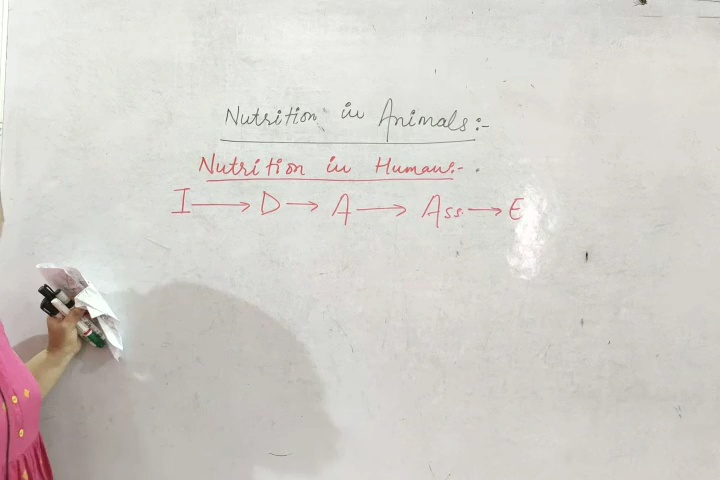 Nutrition in Animals:-
Nutrition in Humans:-
I → D → A → Ass → E